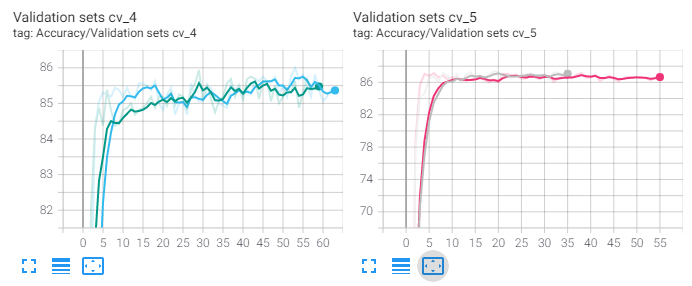 Validation sets cv_4
tag: Accuracy/Validation sets cv_4
86
85
84
83
82
0 5 10 15 20 25 30 35 40 45 50 55 60
Validation sets cv_5
tag: Accuracy/Validation sets cv_5
86
82
78
74
70
0 5 10 15 20 25 30 35 40 45 50 55